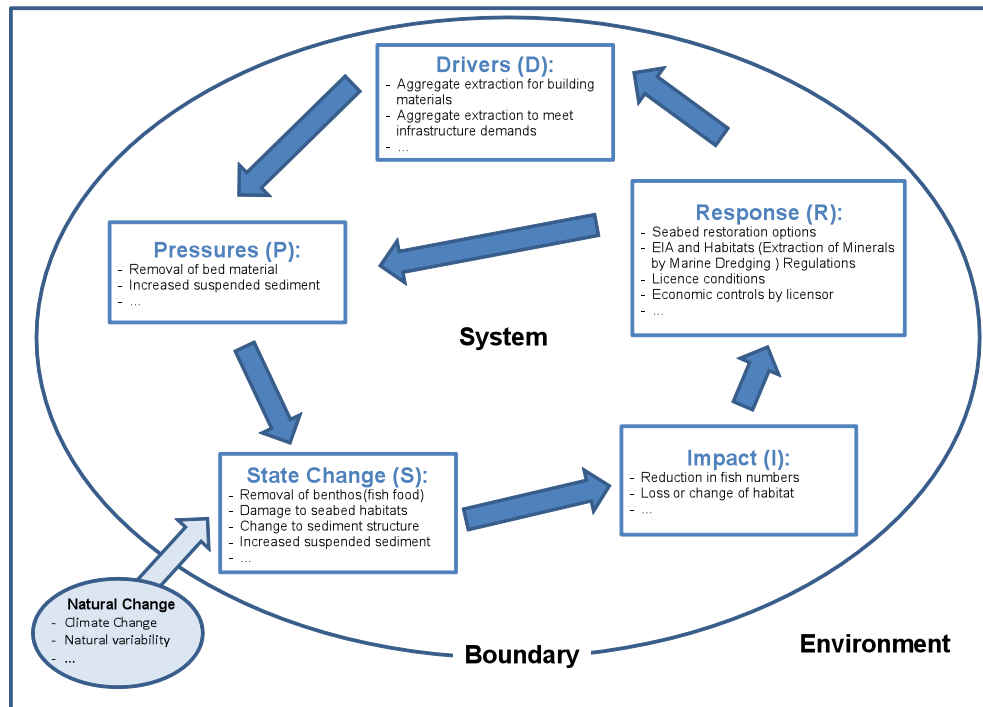 Drivers (D):
- Aggregate extraction for building
materials
- Aggregate extraction to meet
infrastructure demands
- ...
Response (R):
- Seabed restoration options
- EIA and Habitats (Extraction of Minerals
by Marine Dredging ) Regulations
- Licence conditions
- Economic controls by licensor
- ...
Pressures (P):
- Removal of bed material
- Increased suspended sediment
- ...
System
State Change (S):
- Removal of benthos(fish food)
- Damage to seabed habitats
- Change to sediment structure
- Increased suspended sediment
- ...
Impact (I):
- Reduction in fish numbers
- Loss or change of habitat
- ...
Natural Change
- Climate Change
- Natural variability
- ...
Boundary
Environment